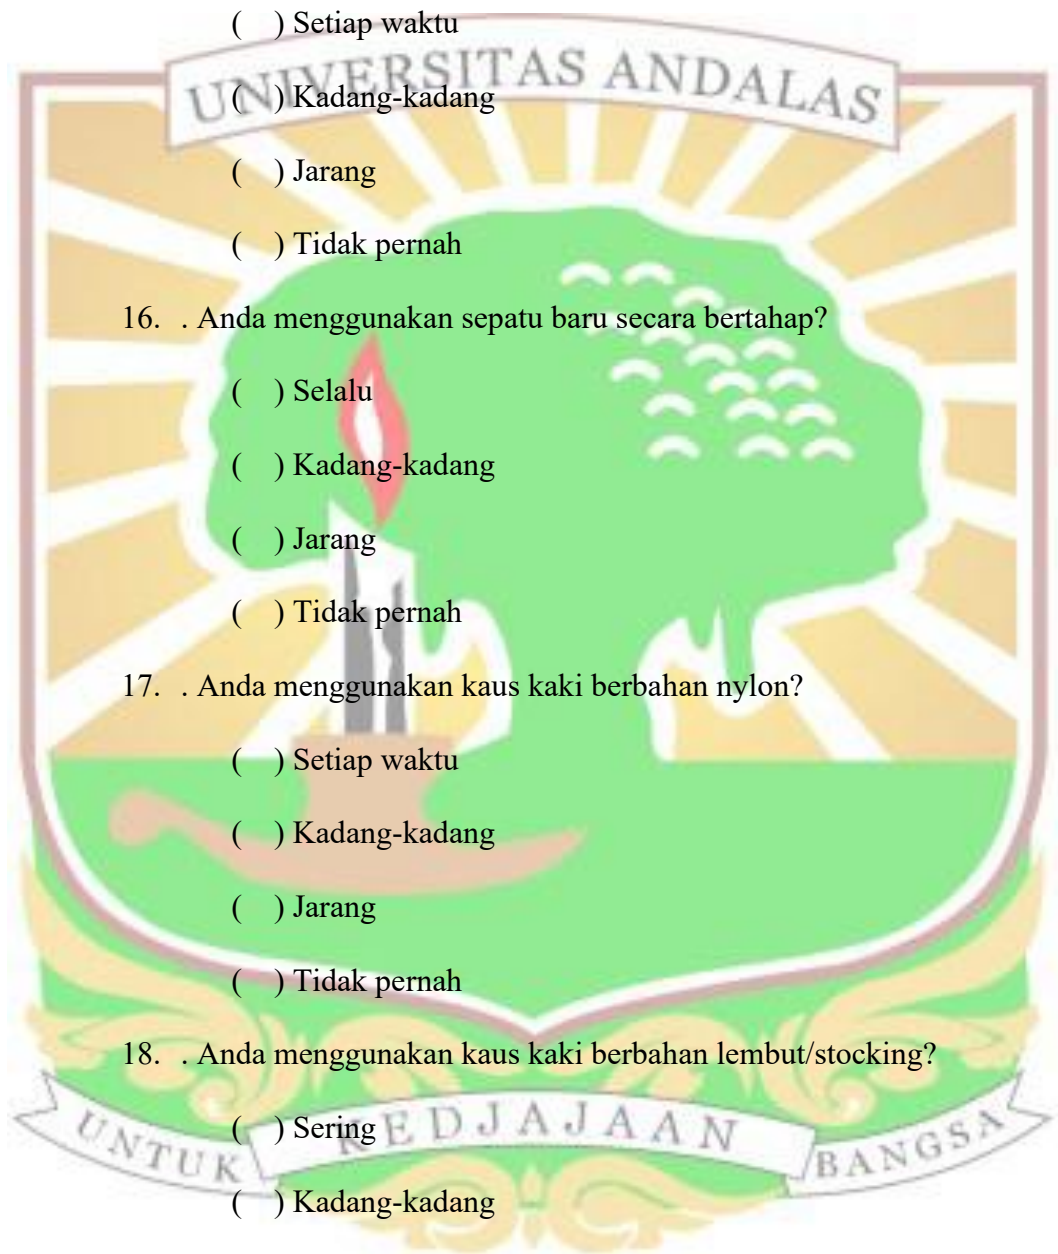 ( ) Setiap waktu
UNIVERSITAS ANDALAS
( ) Kadang-kadang
( ) Jarang
( ) Tidak pernah
16. . Anda menggunakan sepatu baru secara bertahap?
( ) Selalu
( ) Kadang-kadang
( ) Jarang
( ) Tidak pernah
17. . Anda menggunakan kaus kaki berbahan nylon?
( ) Setiap waktu
( ) Kadang-kadang
( ) Jarang
( ) Tidak pernah
18. . Anda menggunakan kaus kaki berbahan lembut/stocking?
( ) Sering
UNTUK KEDJAJAAN BANGSA
( ) Kadang-kadang